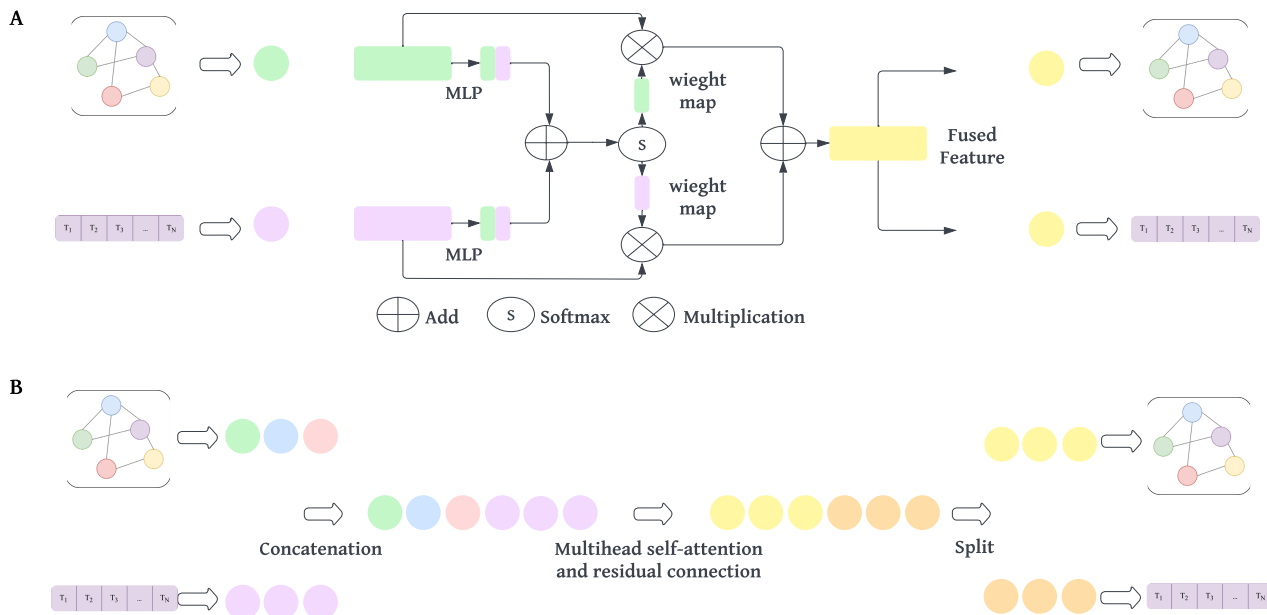 A
MLP
wieght
map
S
Fused
Feature
wieght
map
T1 T2 T3 ... TN
MLP
T1 T2 T3 ... TN
Add
S
Softmax
Multiplication
B
Concatenation
Multihead self-attention
and residual connection
Split
T1 T2 T3 ... TN
T1 T2 T3 ... TN